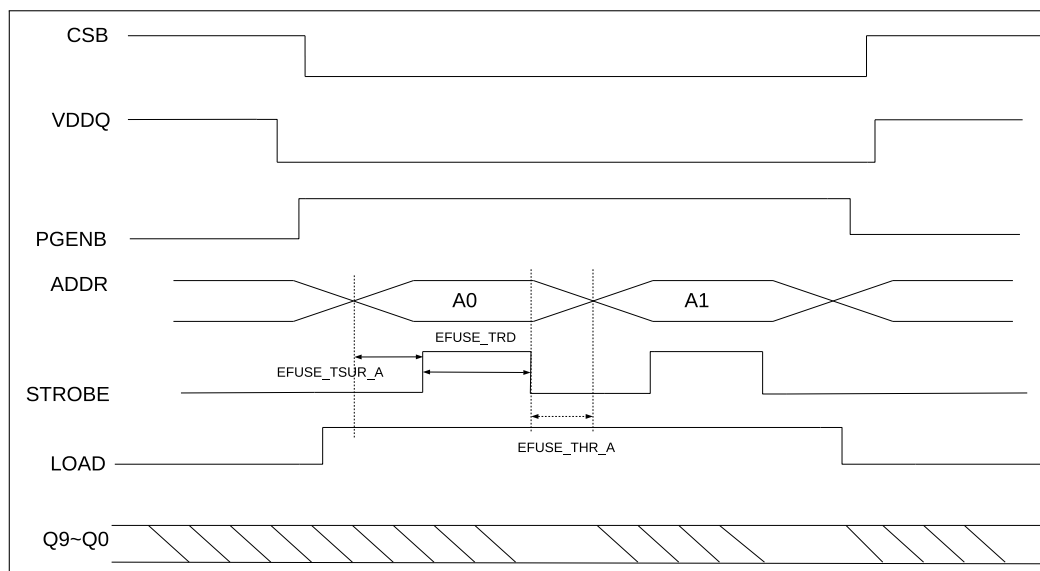 CSB
VDDQ
PGENB
ADDR
A0
A1
EFUSE_TRD
EFUSE_TSUR_A
STROBE
EFUSE_THR_A
LOAD
Q9~Q0